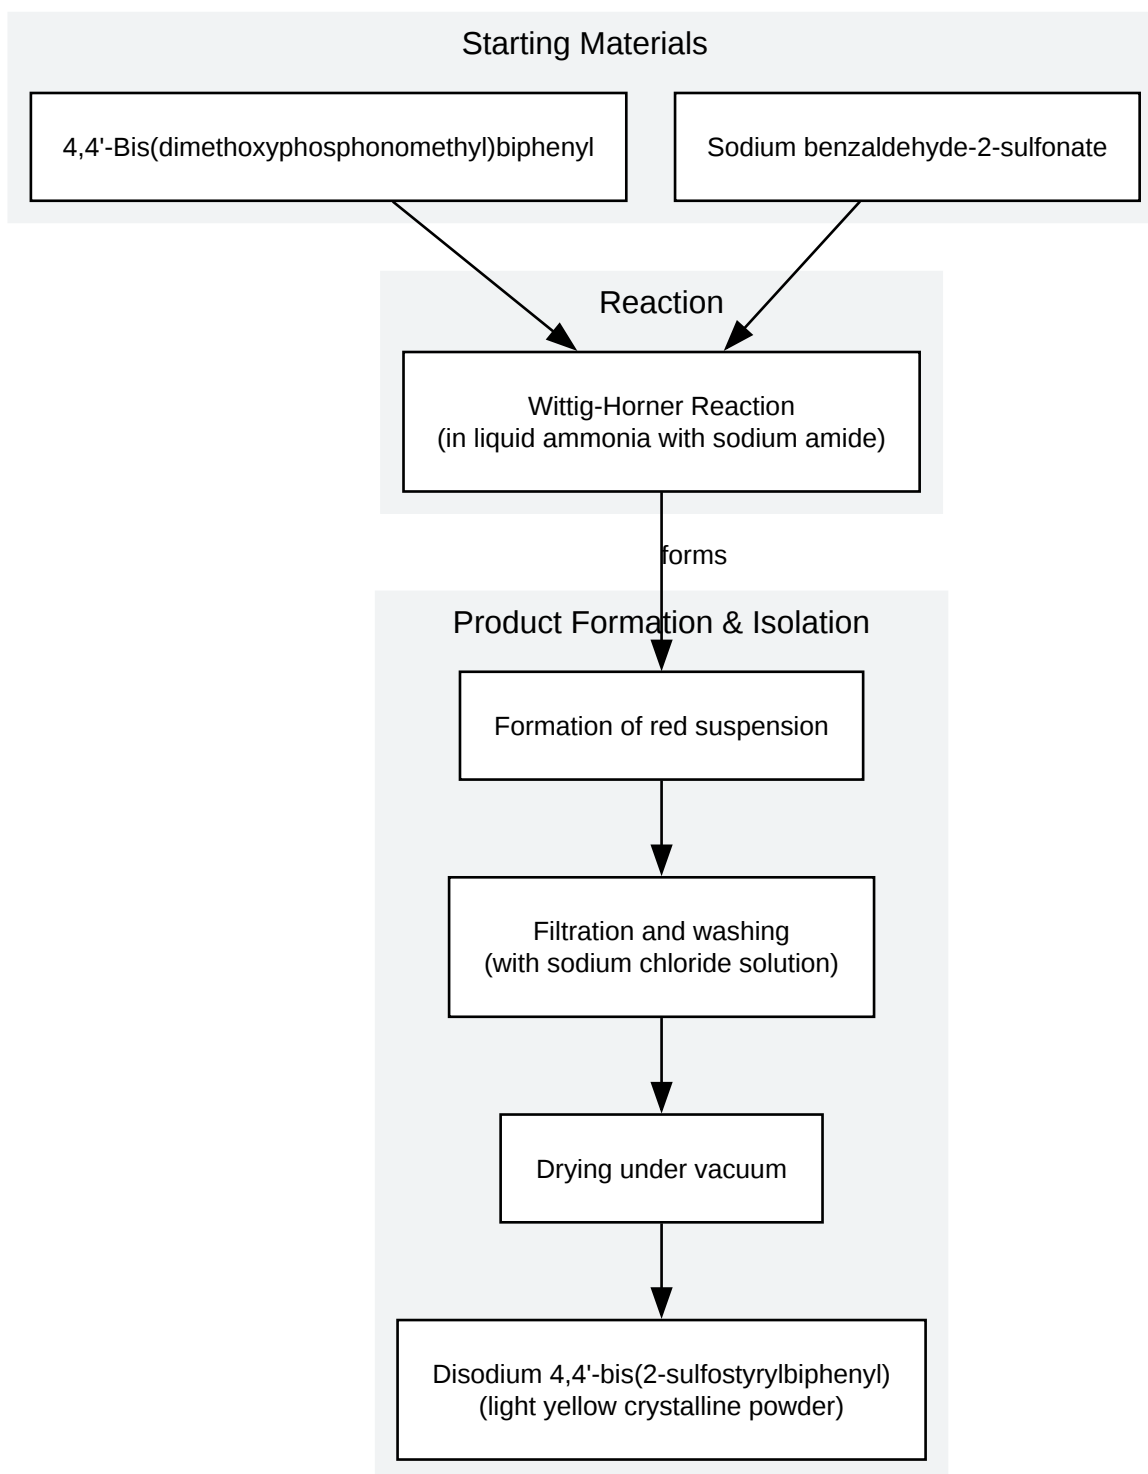 Starting Materials
4,4'-Bis(dimethoxyphosphonomethyl)biphenyl
Sodium benzaldehyde-2-sulfonate
Reaction
Wittig-Horner Reaction
(in liquid ammonia with sodium amide)
forms
Product Formation & Isolation
Formation of red suspension
Filtration and washing
(with sodium chloride solution)
Drying under vacuum
Disodium 4,4'-bis(2-sulfostyrylbiphenyl)
(light yellow crystalline powder)